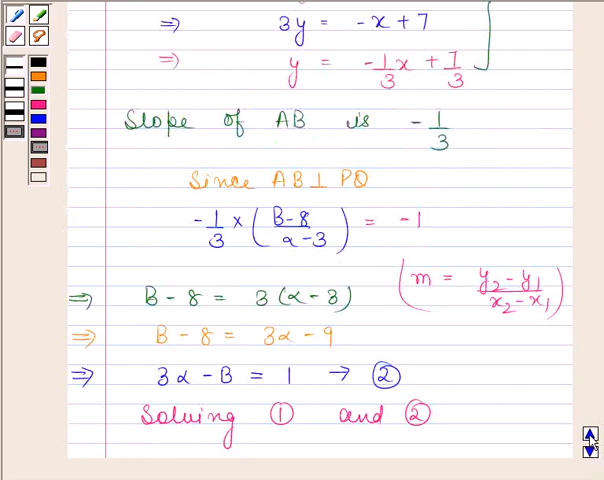 ⇒ 3y = -x + 7
⇒ y = -1/3 x + 7/3
Slope of AB is -1/3
Since AB ⊥ PQ
-1/3 × (B-8/α-3) = -1
(m = y₂ - y₁/x₂ - x₁)
⇒ B - 8 = 3(α - 3)
⇒ B - 8 = 3α - 9
⇒ 3α - B = 1 → ②
Solving ① and ②